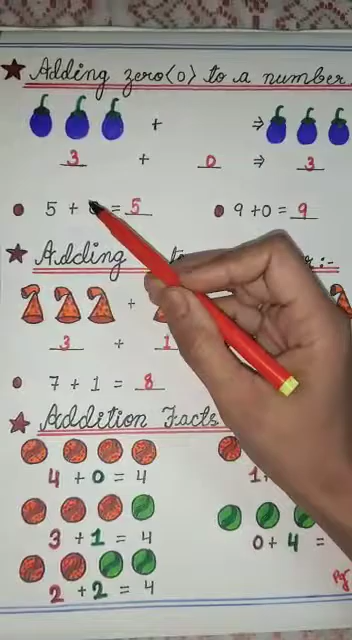 Adding zero(0) to a number
+ ⇒
3 + 0 ⇒ 3
5 + = 5
9 + 0 = 9
Adding
+
3 + 1
7 + 1 = 8
Addition Facts
4 + 0 = 4
3 + 1 = 4
0 + 4 =
2 + 2 = 4